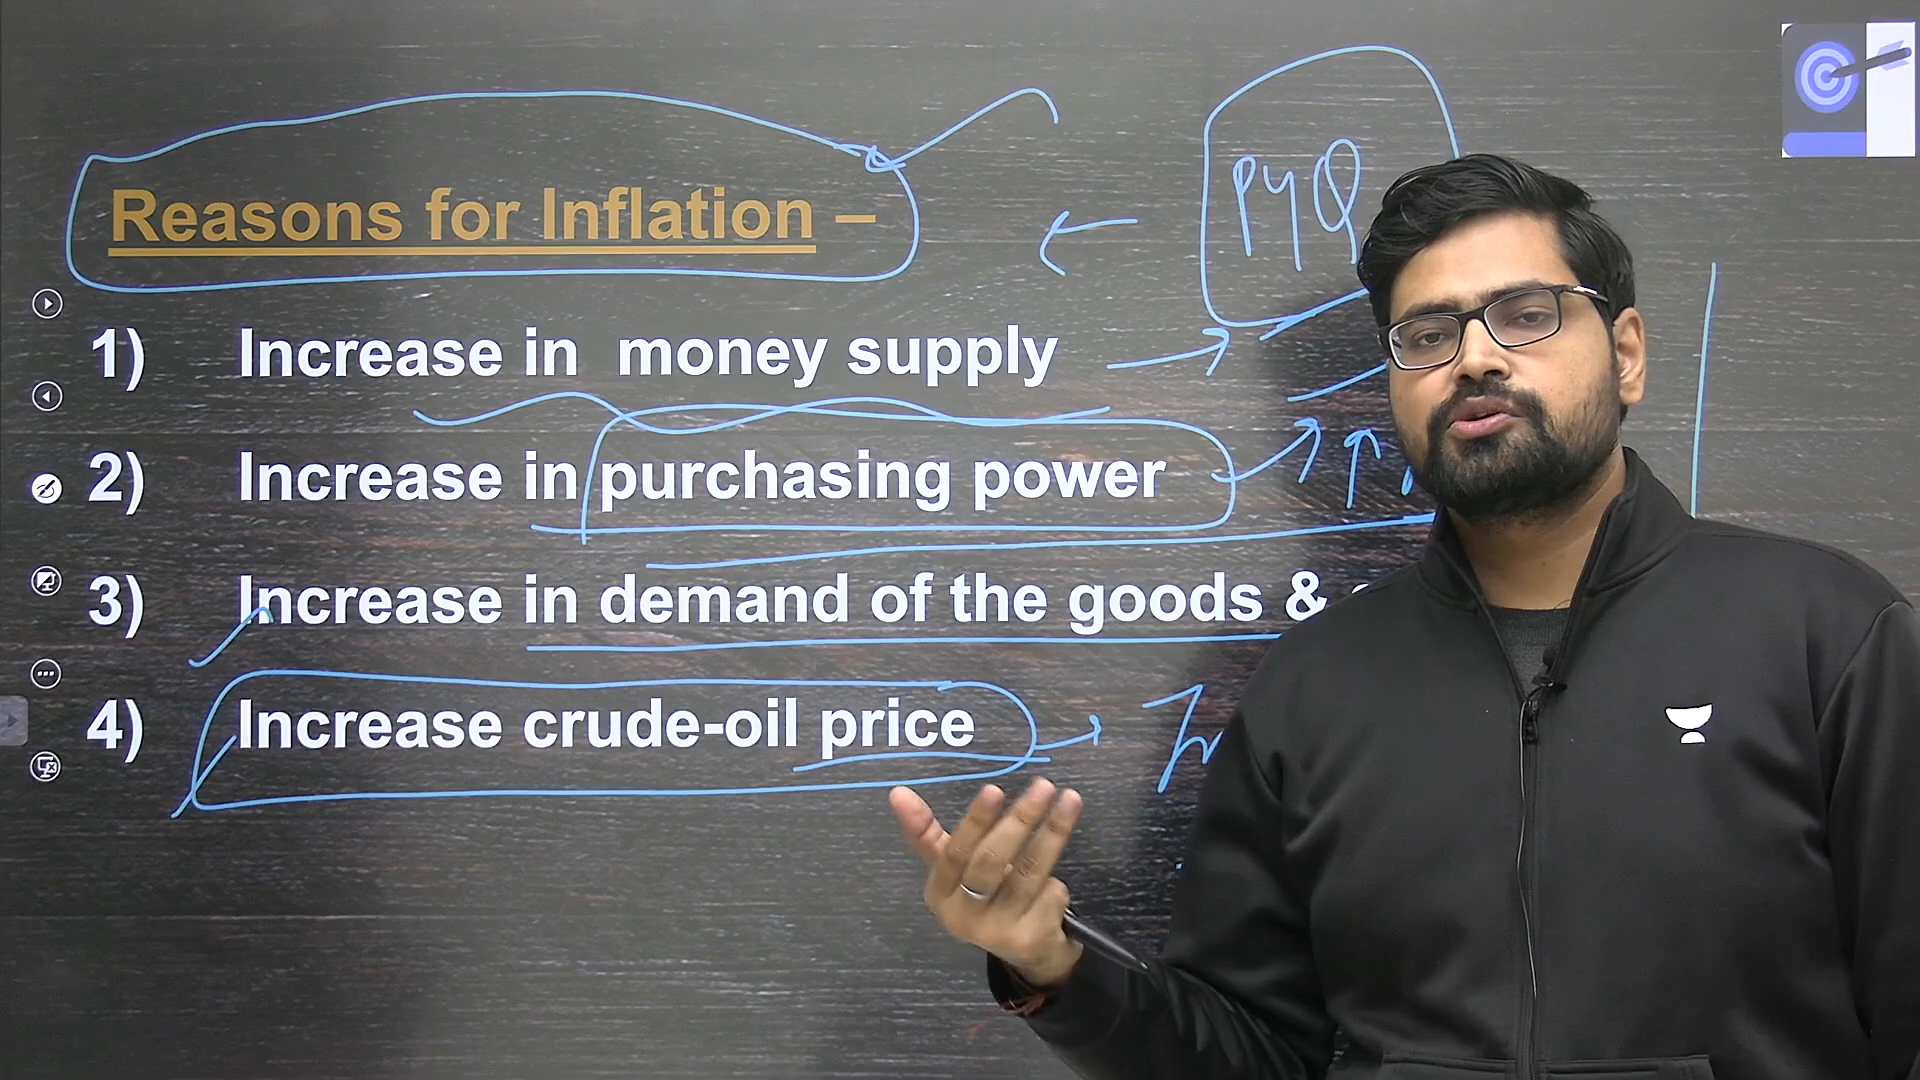 PYQ
Reasons for Inflation –
1) Increase in money supply
2) Increase in purchasing power
3) Increase in demand of the goods &
4) Increase crude-oil price